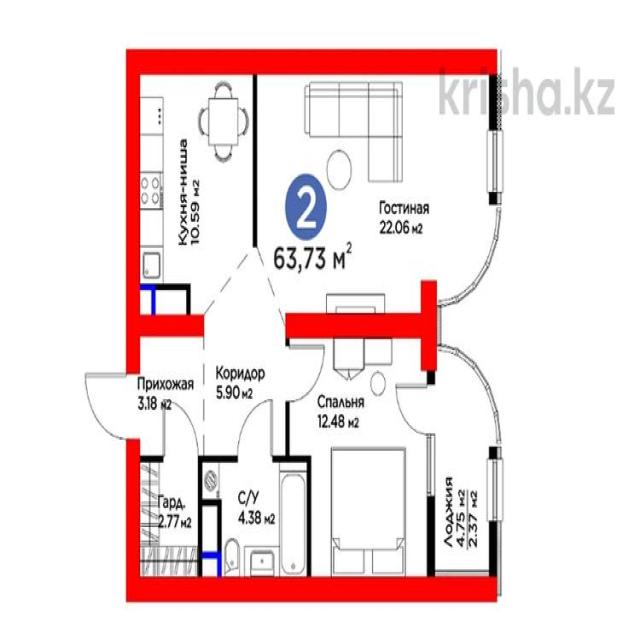 krisha.kz
Кухня-ниша
10.59 м2
2
63,73 м2
Гостиная
22.06 м2
Прихожая
3.18 м2
Коридор
5.90 м2
Спальня
12.48 м2
Гард.
2.77 м2
С/У
4.38 м2
Лоджия
4.75 м2
2.37 м2